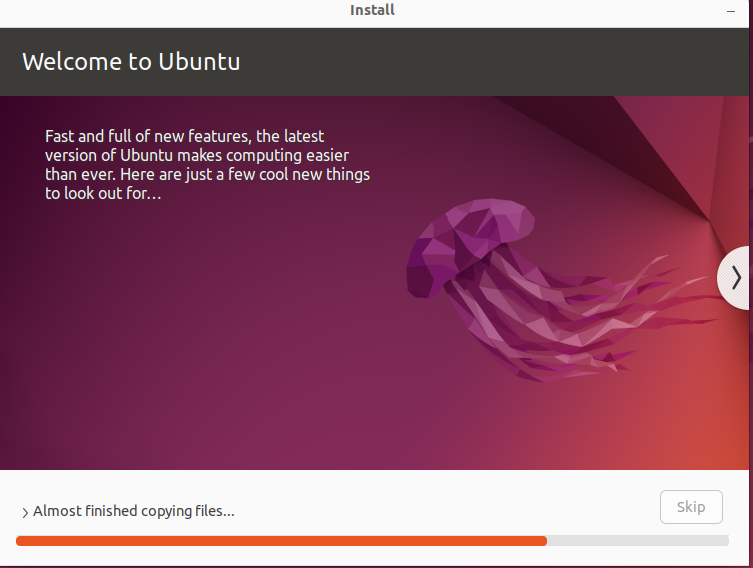 Install
Welcome to Ubuntu
Fast and full of new features, the latest
version of Ubuntu makes computing easier
than ever. Here are just a few cool new things
to look out for…
Almost finished copying files...
Skip